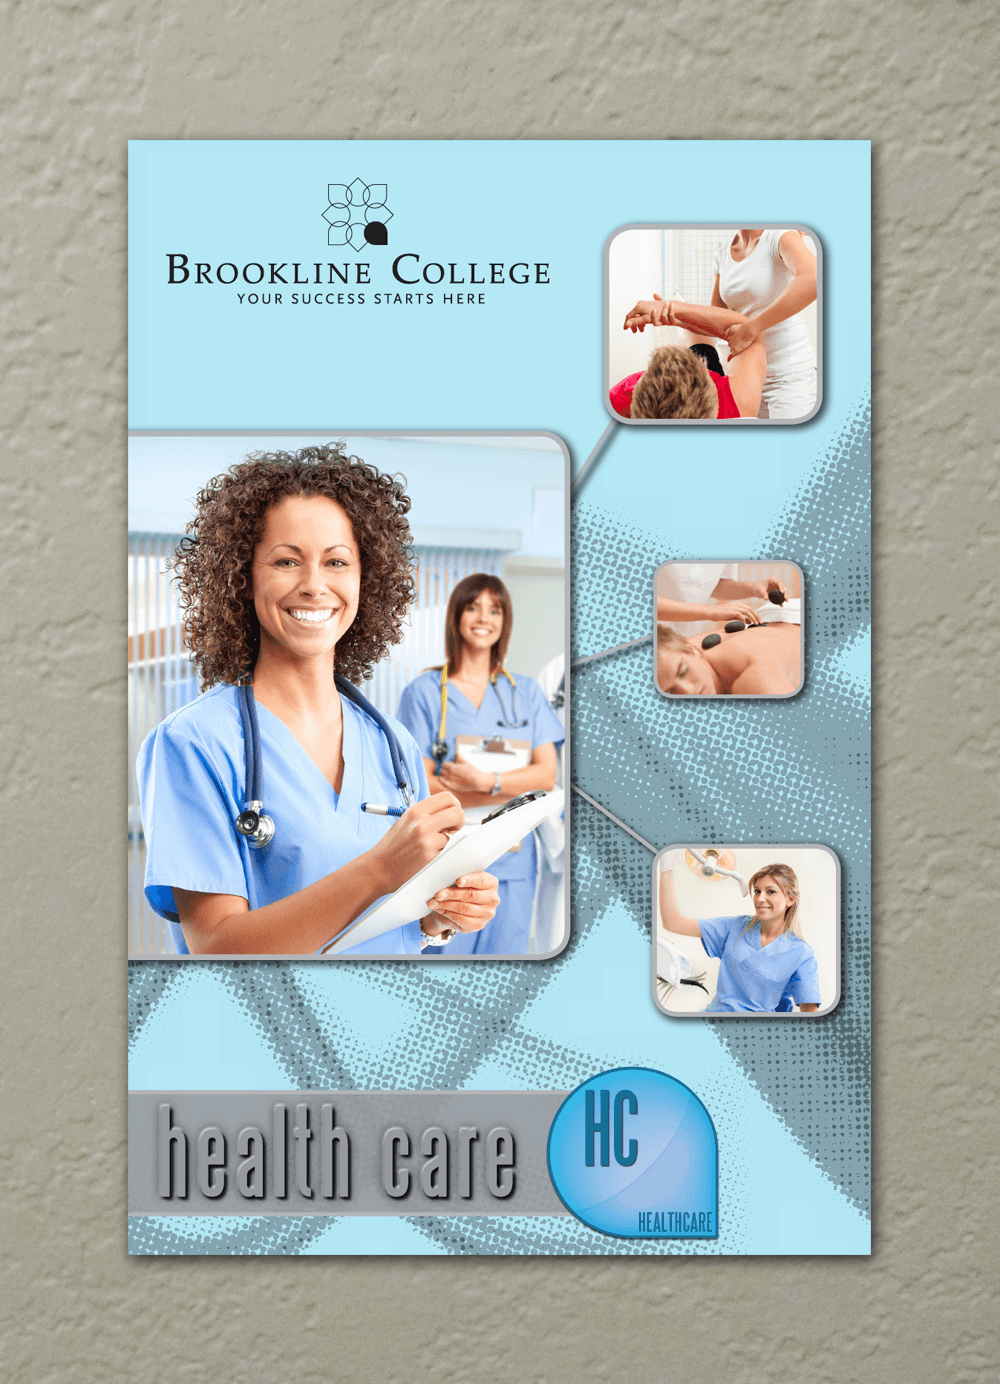 BROOKLINE COLLEGE
YOUR SUCCESS STARTS HERE
health care
HC
HEALTHCARE